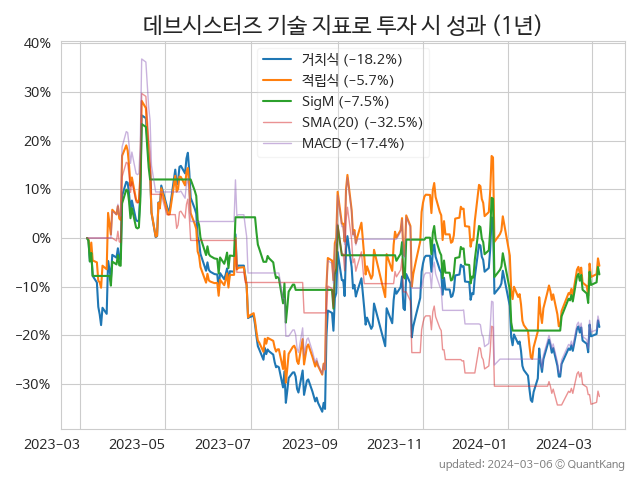 데브시스터즈 기술 지표로 투자 시 성과 (1년)
40%
30%
20%
10%
0%
−10%
−20%
−30%
거치식 (−18.2%)
적립식 (−5.7%)
SigM (−7.5%)
SMA(20) (−32.5%)
MACD (−17.4%)
2023−03
2023−05
2023−07
2023−09
2023−11
2024−01
2024−03
updated: 2024−03−06 © QuantKang